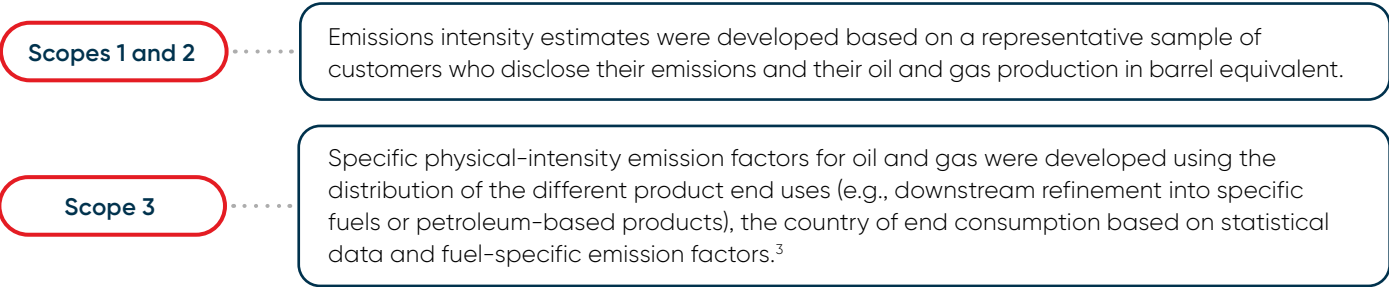 Scopes 1 and 2
Emissions intensity estimates were developed based on a representative sample of
customers who disclose their emissions and their oil and gas production in barrel equivalent.
Scope 3
Specific physical-intensity emission factors for oil and gas were developed using the
distribution of the different product end uses (e.g., downstream refinement into specific
fuels or petroleum-based products), the country of end consumption based on statistical
data and fuel-specific emission factors.³